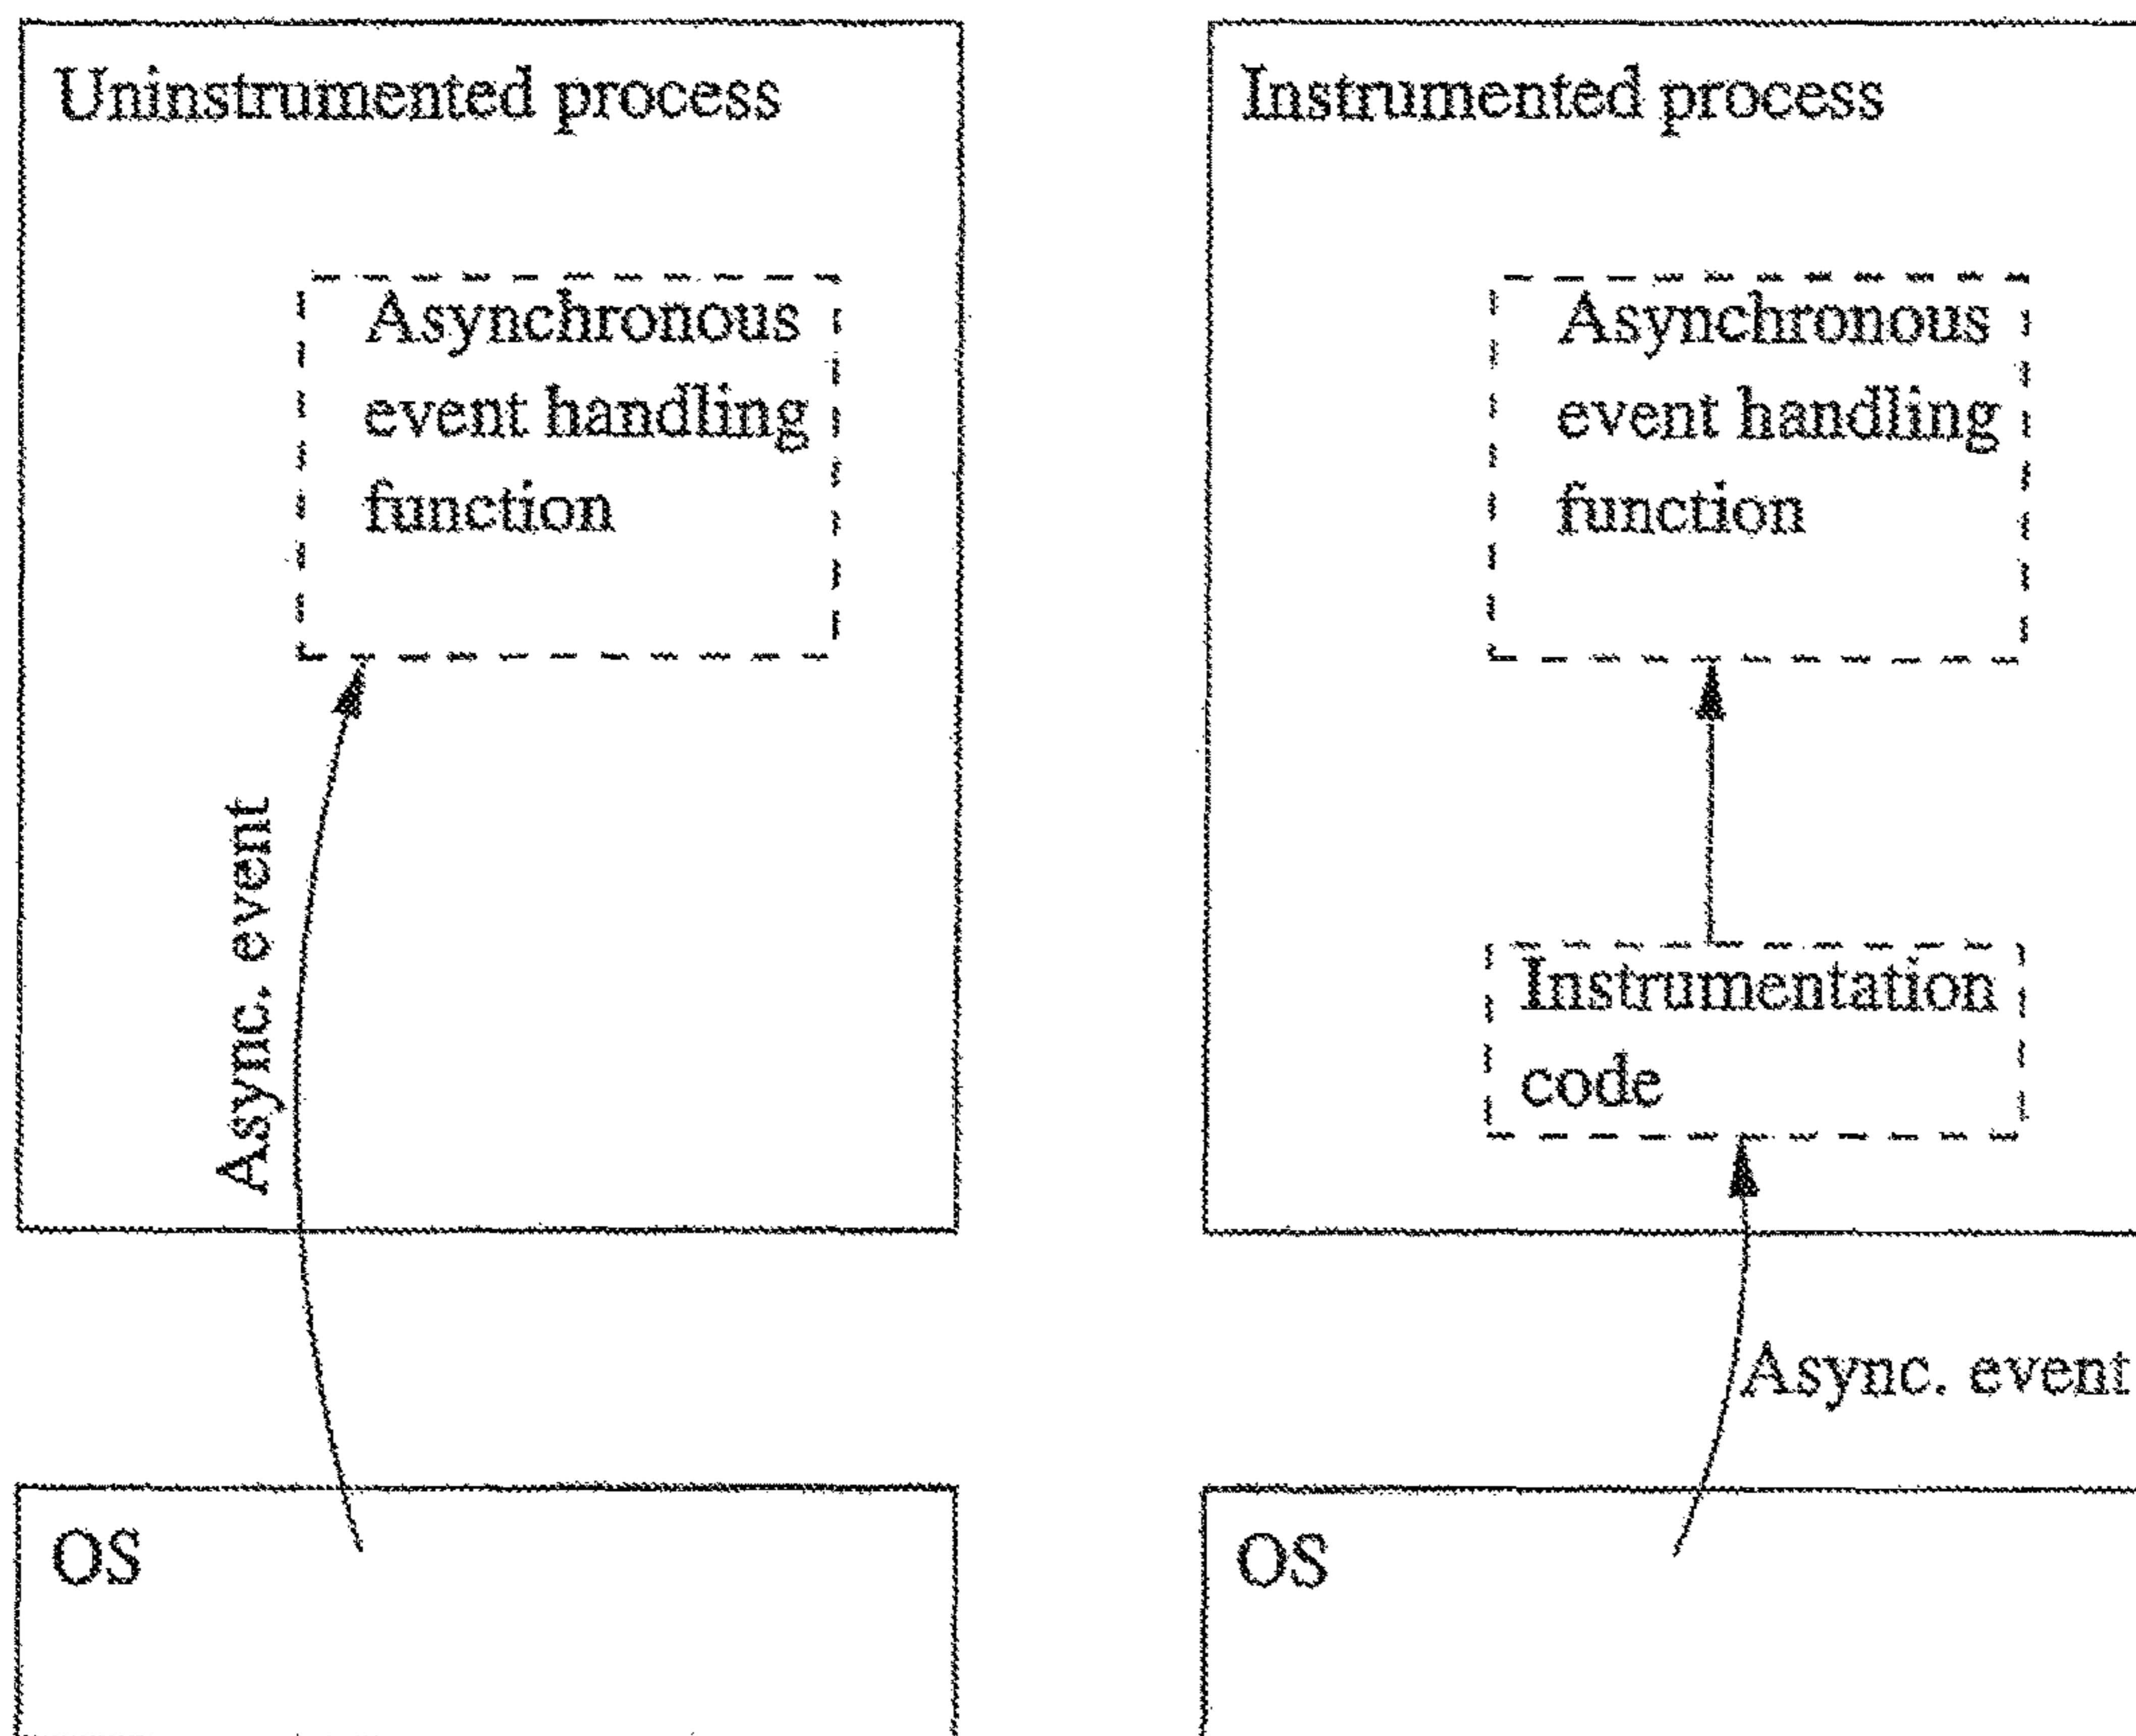 Uninstrumented process
Asynchronous
event handling
function
Async. event
OS
Instrumented process
Asynchronous
event handling
function
Instrumentation
code
Async. event
OS